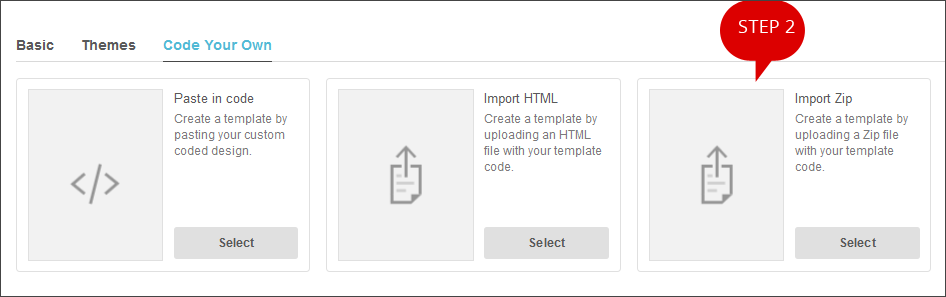 STEP 2
Basic Themes Code Your Own
Paste in code
Create a template by
pasting your custom
coded design.
Select
Import HTML
Create a template by
uploading an HTML
file with your template
code.
Select
Import Zip
Create a template by
uploading a Zip file
with your template
code.
Select